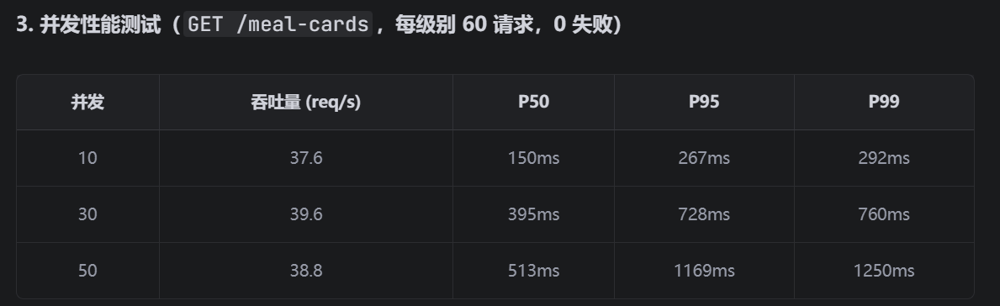 3. 并发性能测试（GET /meal-cards，每级别 60 请求，0 失败）
并发 吞吐量 (req/s) P50 P95 P99
10 37.6 150ms 267ms 292ms
30 39.6 395ms 728ms 760ms
50 38.8 513ms 1169ms 1250ms